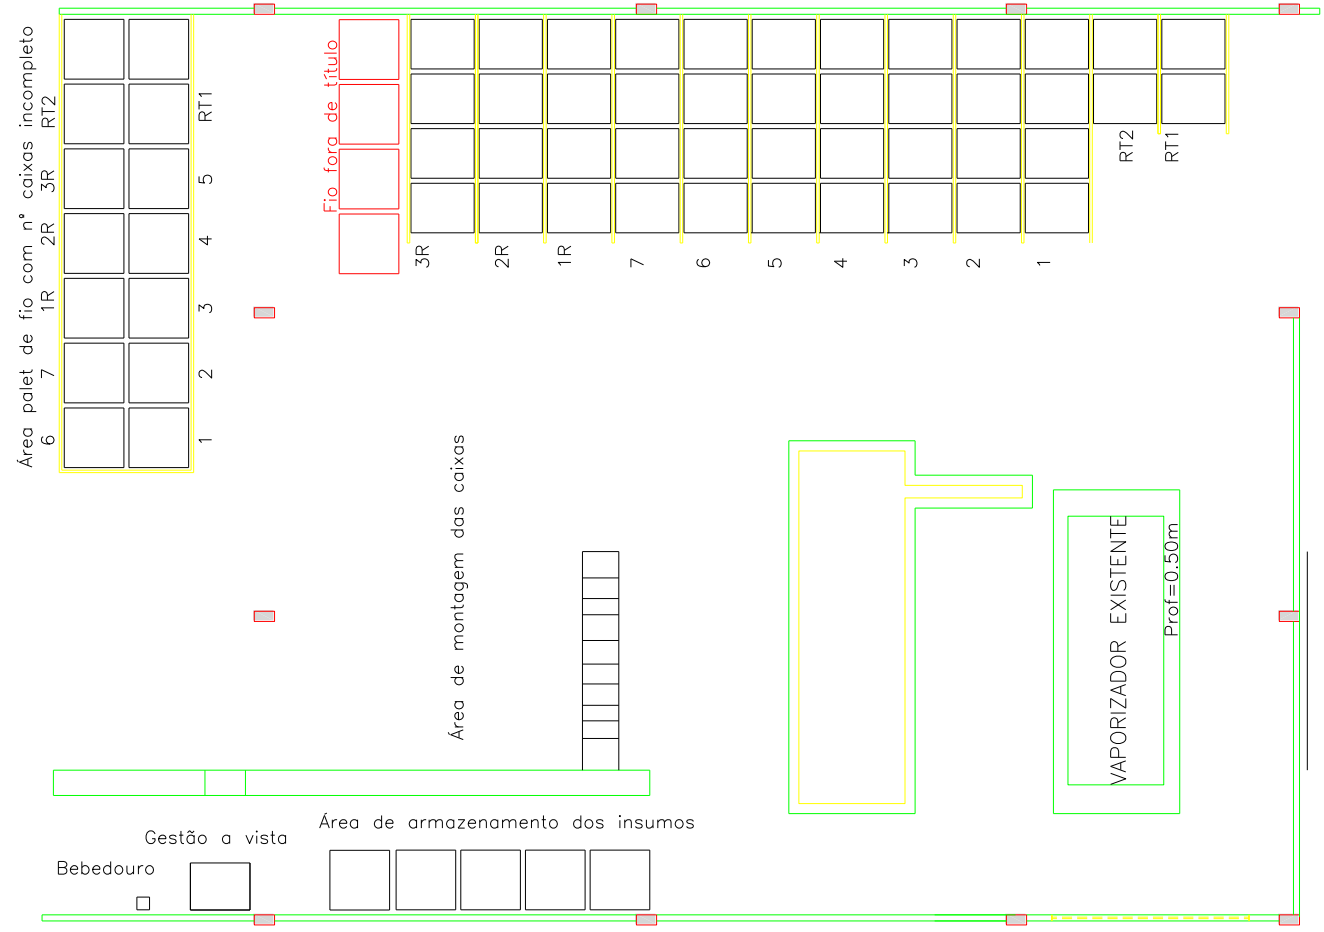 Área palet de fio com nº caixas incompleto
RT2
3R
2R
1R
7
6
RT1
5
4
3
2
1
Fio fora de título
3R
2R
1R
7
6
5
4
3
2
1
RT2
RT1
Área de montagem das caixas
VAPORIZADOR EXISTENTE
Prof=0.50m
Área de armazenamento dos insumos
Gestão a vista
Bebedouro